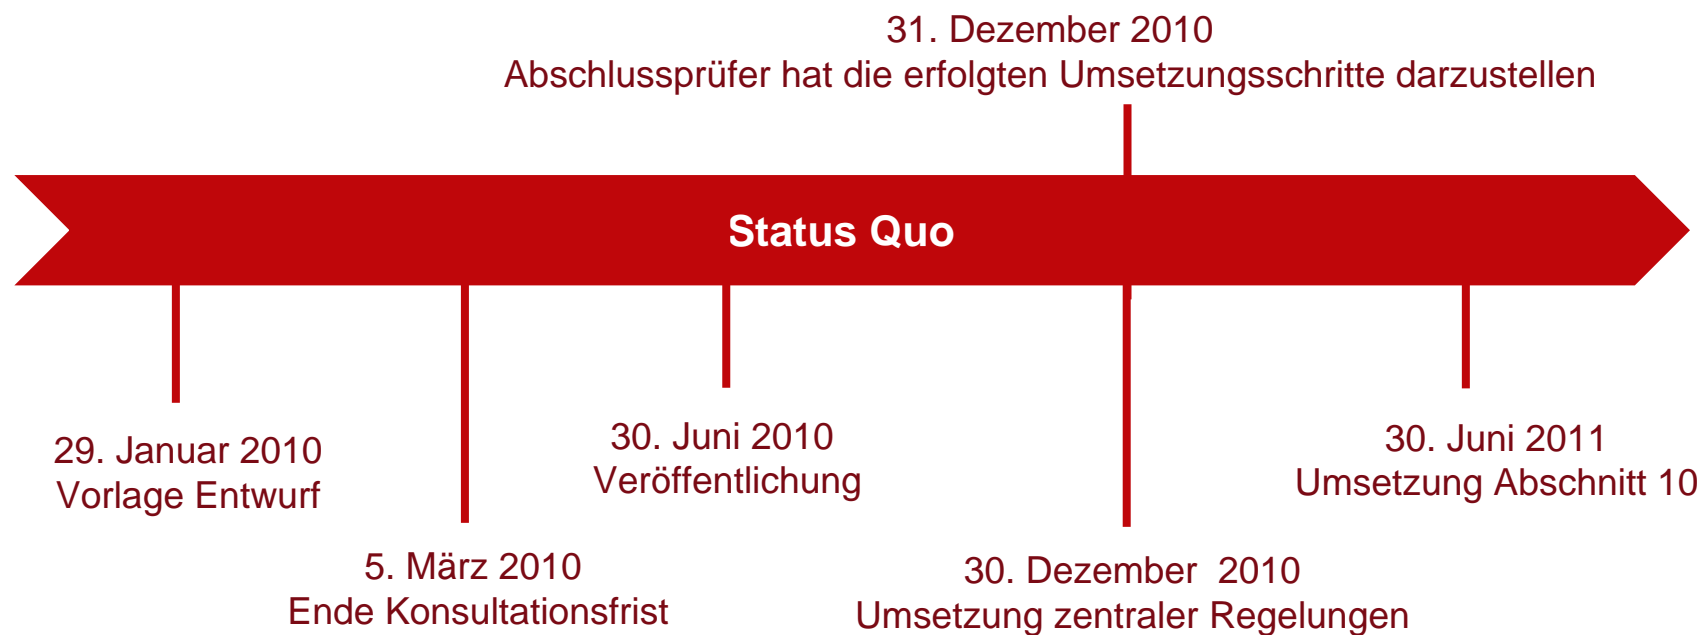 31. Dezember 2010
Abschlussprüfer hat die erfolgten Umsetzungsschritte darzustellen
Status Quo
29. Januar 2010
Vorlage Entwurf
5. März 2010
Ende Konsultationsfrist
30. Juni 2010
Veröffentlichung
30. Dezember 2010
Umsetzung zentraler Regelungen
30. Juni 2011
Umsetzung Abschnitt 10